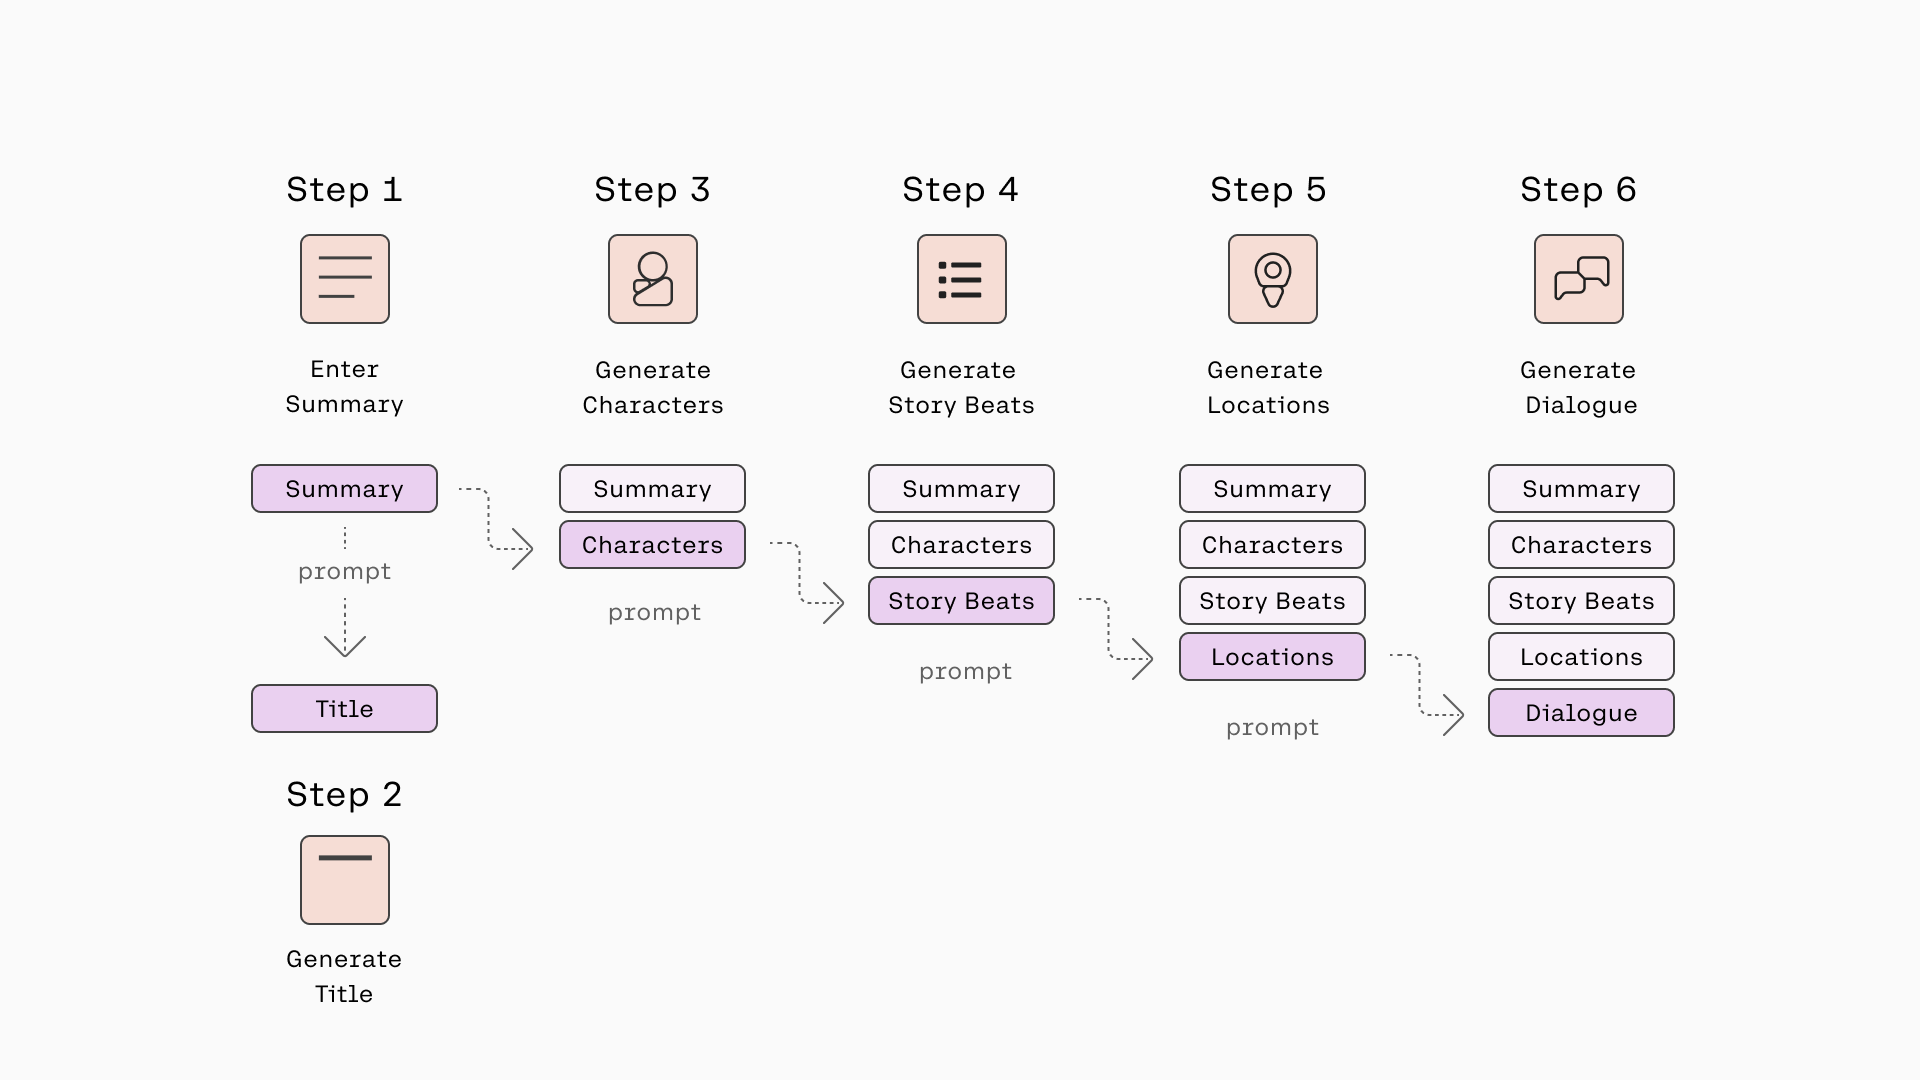 Step 1
Enter
Summary
Summary
prompt
Title
Step 2
Generate
Title
Step 3
Generate
Characters
Summary
Characters
prompt
Step 4
Generate
Story Beats
Summary
Characters
Story Beats
prompt
Step 5
Generate
Locations
Summary
Characters
Story Beats
Locations
prompt
Step 6
Generate
Dialogue
Summary
Characters
Story Beats
Locations
Dialogue